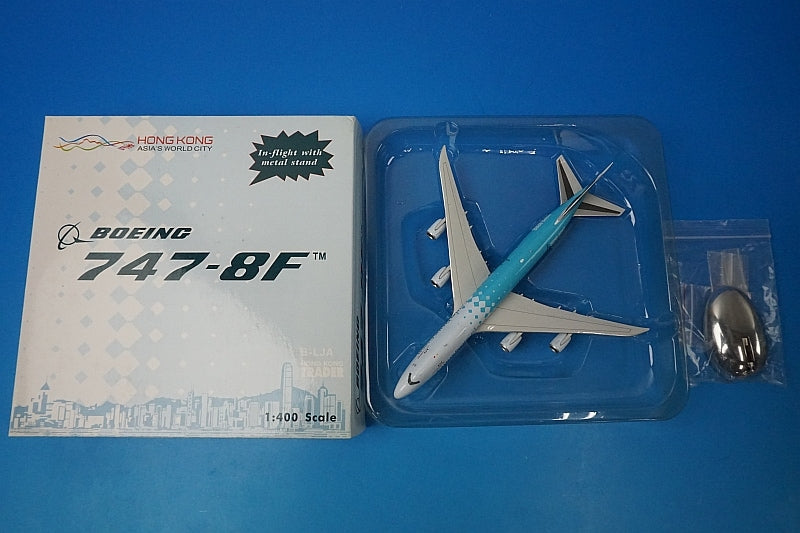 HONG KONG
ASIA'S WORLD CITY
In-flight with
metal stand
BOEING
747-8F™
B-LJA
HONG KONG
TRADER
1:400 Scale